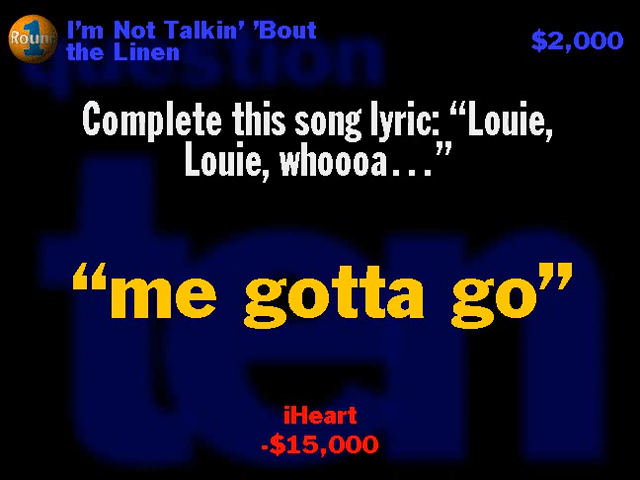 Round 1
I'm Not Talkin' 'Bout
the Linen
$2,000
question
Complete this song lyric: “Louie,
Louie, whoooa…”
ten
“me gotta go”
iHeart
-$15,000